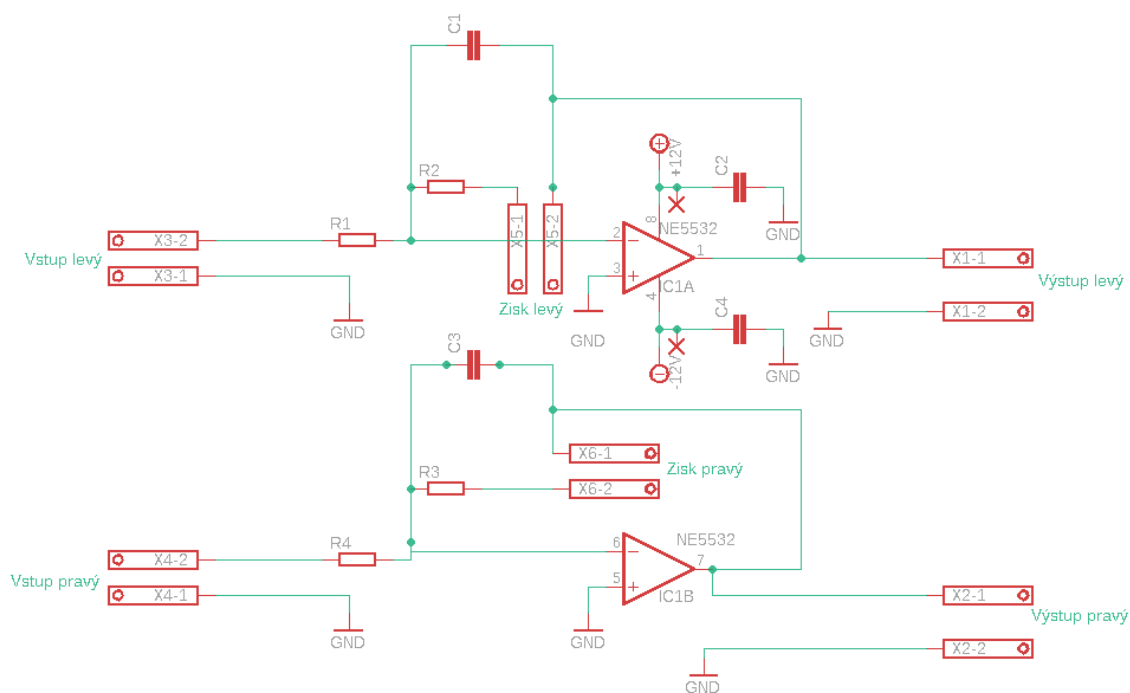 C1
R2
+12V
C2
8
NE5532
GND
R1
X5-1
X5-2
2
1
X3-2
Vstup levý
X3-1
3
IC1A
X1-1
Výstup levý
GND
Zisk levý
4
C4
X1-2
GND
GND
GND
C3
-12V
X6-1
Zisk pravý
R3
X6-2
R4
6
NE5532
7
X4-2
Vstup pravý
X4-1
5
IC1B
X2-1
Výstup pravý
GND
GND
X2-2
GND